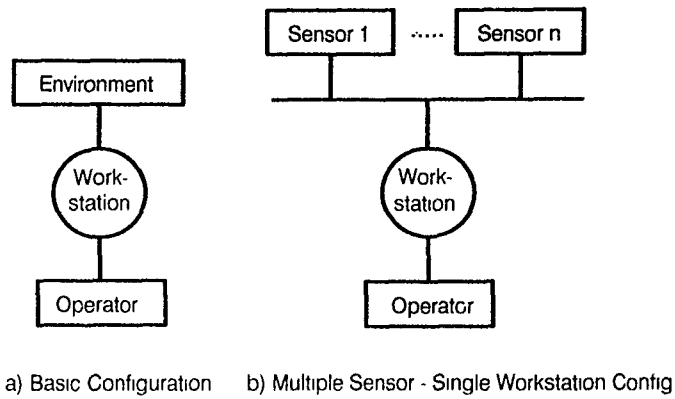 Environment
Work-
station
Operator
a) Basic Configuration
Sensor 1 ..... Sensor n
Work-
station
Operator
b) Multiple Sensor - Single Workstation Config